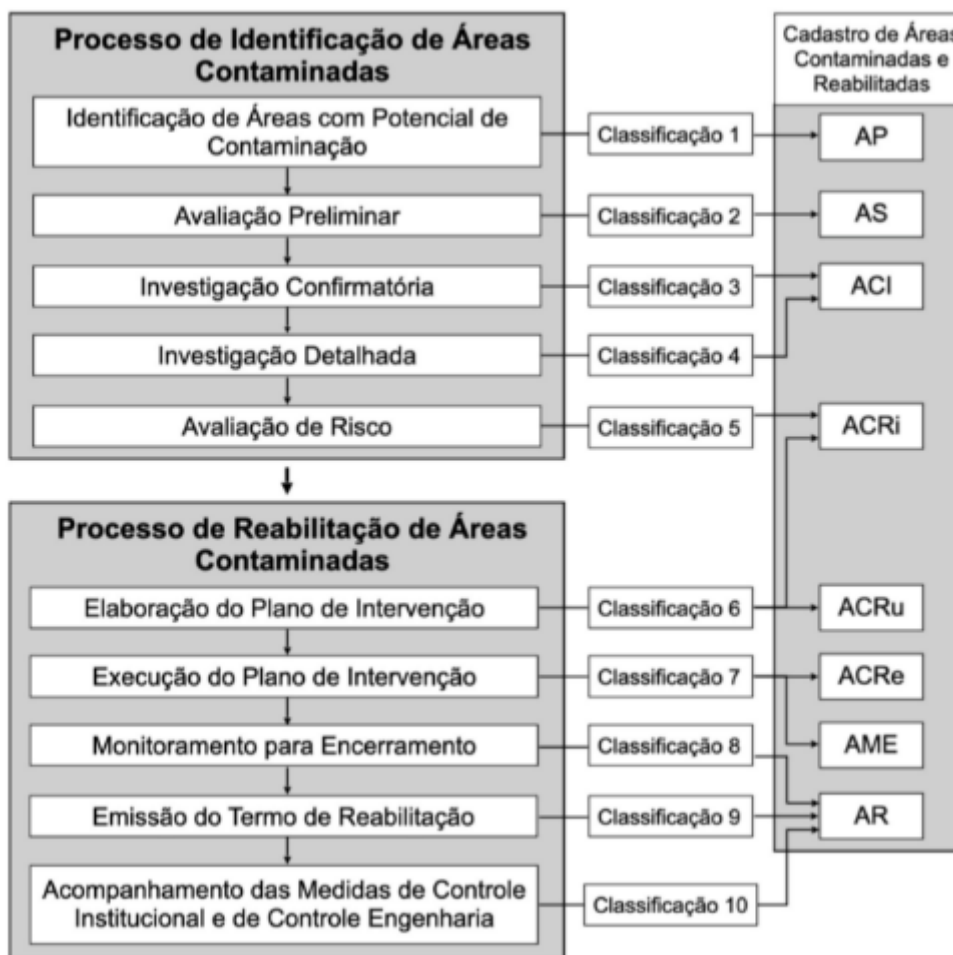 Processo de Identificação de Áreas
Contaminadas
Cadastro de Áreas
Contaminadas e
Reabilitadas
Identificação de Áreas com Potencial de
Contaminação
Classificação 1
AP
Avaliação Preliminar
Classificação 2
AS
Investigação Confirmatória
Classificação 3
ACI
Investigação Detalhada
Classificação 4
Avaliação de Risco
Classificação 5
ACRi
Processo de Reabilitação de Áreas
Contaminadas
Elaboração do Plano de Intervenção
Classificação 6
ACRu
Execução do Plano de Intervenção
Classificação 7
ACRe
Monitoramento para Encerramento
Classificação 8
AME
Emissão do Termo de Reabilitação
Classificação 9
AR
Acompanhamento das Medidas de Controle
Institucional e de Controle Engenharia
Classificação 10